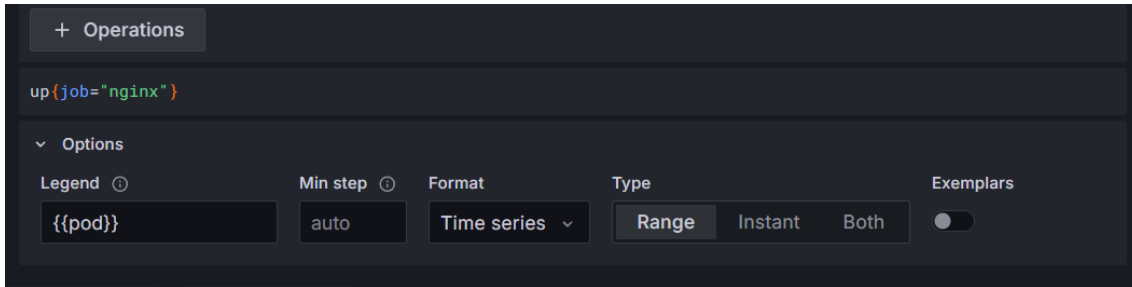 + Operations
up{job="nginx"}
Options
Legend Min step Format Type Exemplars
{{pod}} auto Time series Range Instant Both